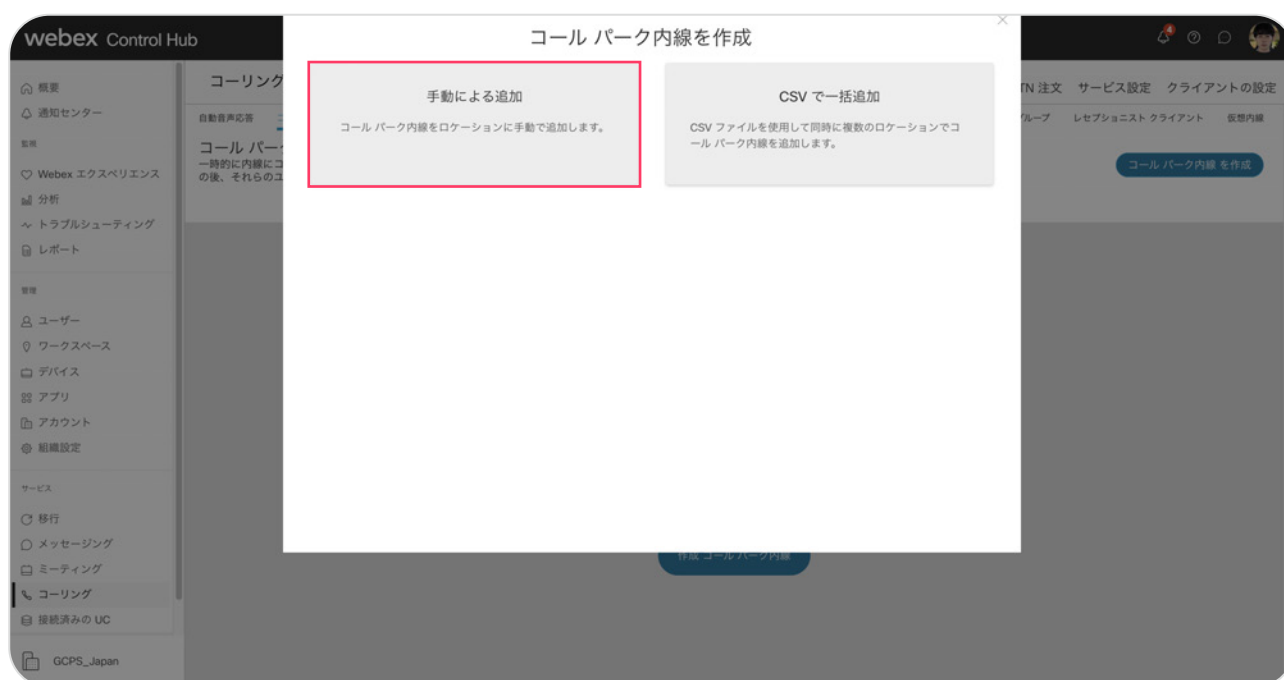 webex Control Hub
コール パーク内線を作成
手動による追加
コール パーク内線をロケーションに手動で追加します。
CSV で一括追加
CSV ファイルを使用して同時に複数のロケーションでコ
ール パーク内線を追加します。
概要
通知センター
監視
Webex エクスペリエンス
分析
トラブルシューティング
レポート
管理
ユーザー
ワークスペース
デバイス
アプリ
アカウント
組織設定
サービス
移行
メッセージング
ミーティング
コーリング
接続済みの UC
GCPS_Japan
コーリング
自動音声応答
コール パー
一時的に内線にコ
の後、それらのユ
TN 注文 サービス設定 クライアントの設定
グループ レセプショニスト クライアント 仮想内線
コール パーク内線 を作成
作成 コール パーク内線